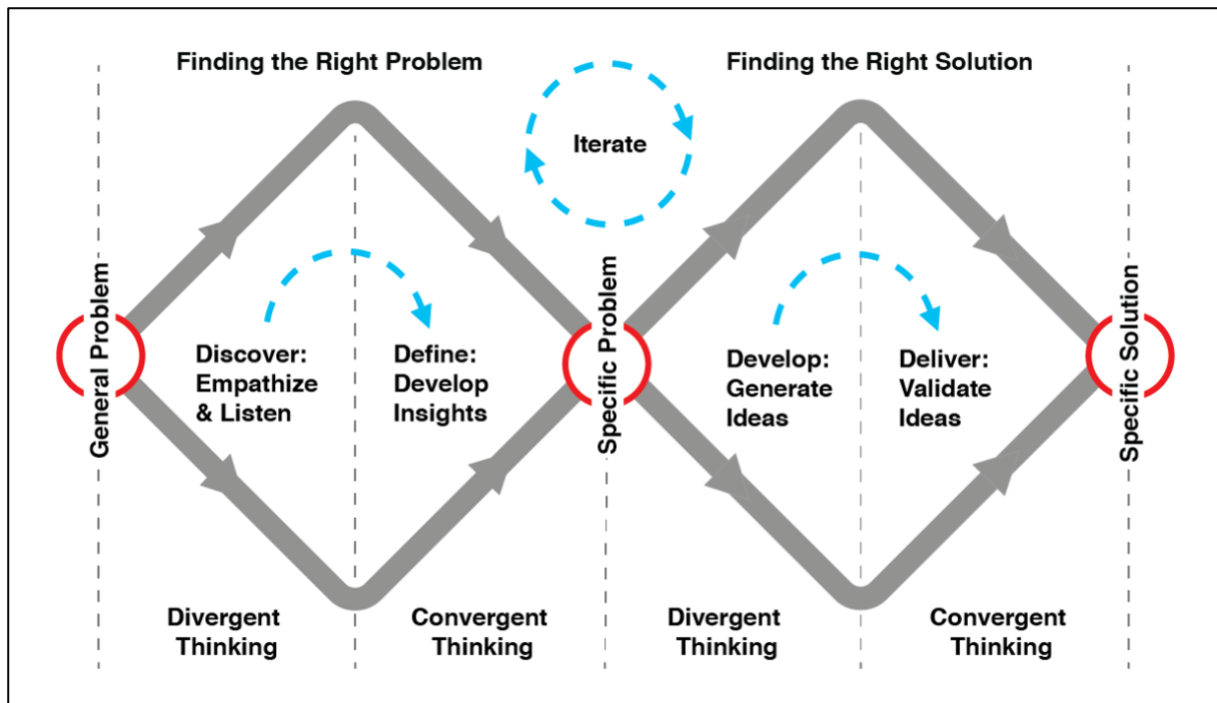 Finding the Right Problem
Finding the Right Solution
Iterate
General Problem
Discover:
Empathize
& Listen
Define:
Develop
Insights
Specific Problem
Develop:
Generate
Ideas
Deliver:
Validate
Ideas
Specific Solution
Divergent
Thinking
Convergent
Thinking
Divergent
Thinking
Convergent
Thinking